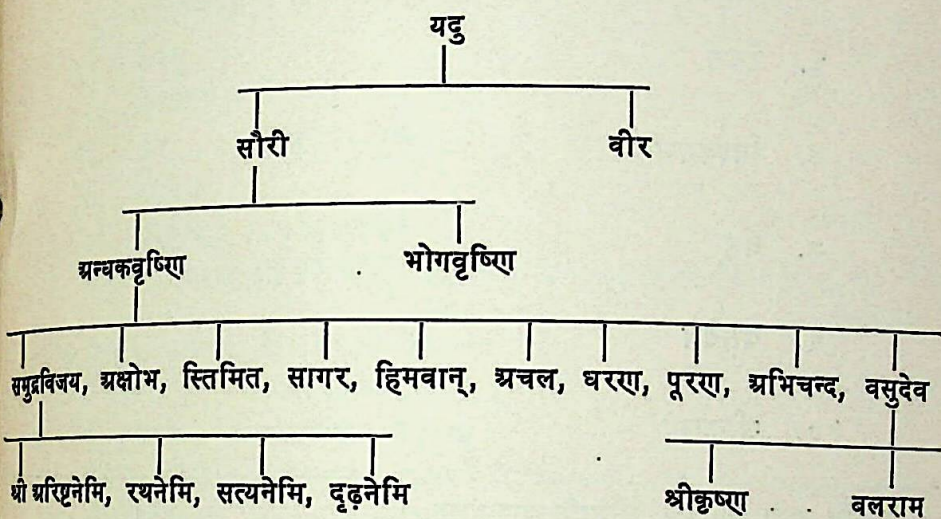 यदु
सौरी वीर
अन्धकवृष्णि भोगवृष्णि
समुद्रविजय, अक्षोभ, स्तिमित, सागर, हिमवान्, अचल, धरण, पूरण, अभिचन्द, वसुदेव
श्री अरिष्टनेमि, रथनेमि, सत्यनेमि, दृढ़नेमि श्रीकृष्ण बलराम